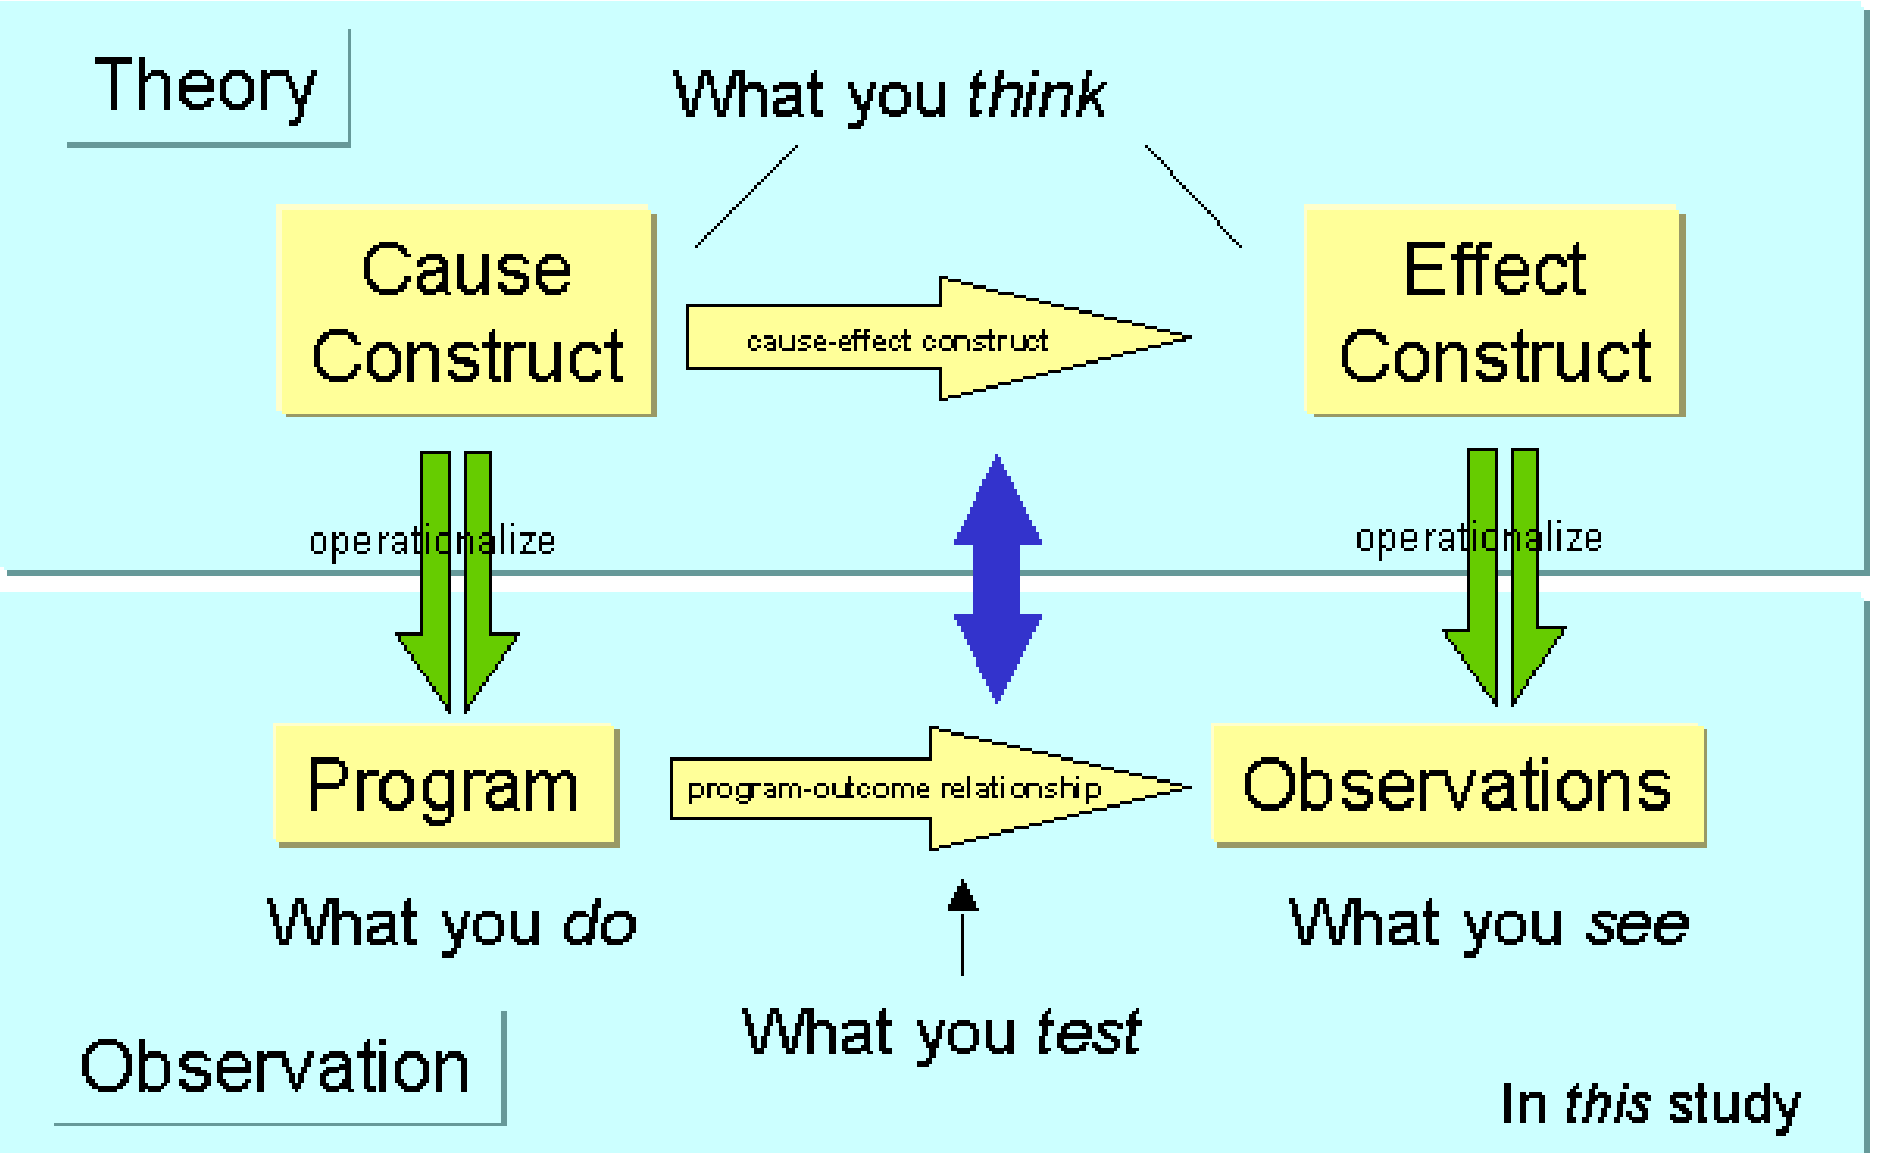 Theory
What you think
Cause
Construct
cause-effect construct
Effect
Construct
operationalize
operationalize
Program
program-outcome relationship
Observations
What you do
What you see
What you test
Observation
In this study